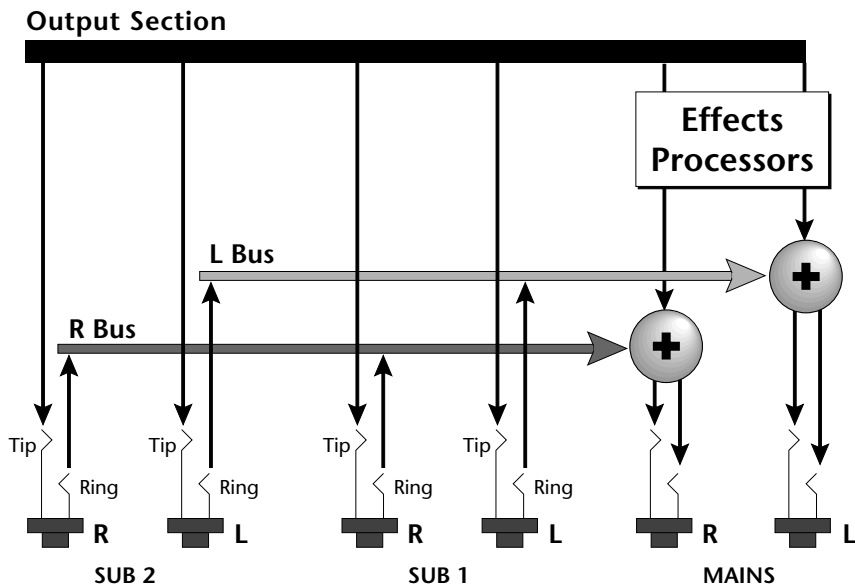 Output Section
Effects
Processors
L Bus
R Bus
Tip
Tip
Tip
Tip
Ring
Ring
Ring
Ring
R
L
R
L
R
L
SUB 2
SUB 1
MAINS